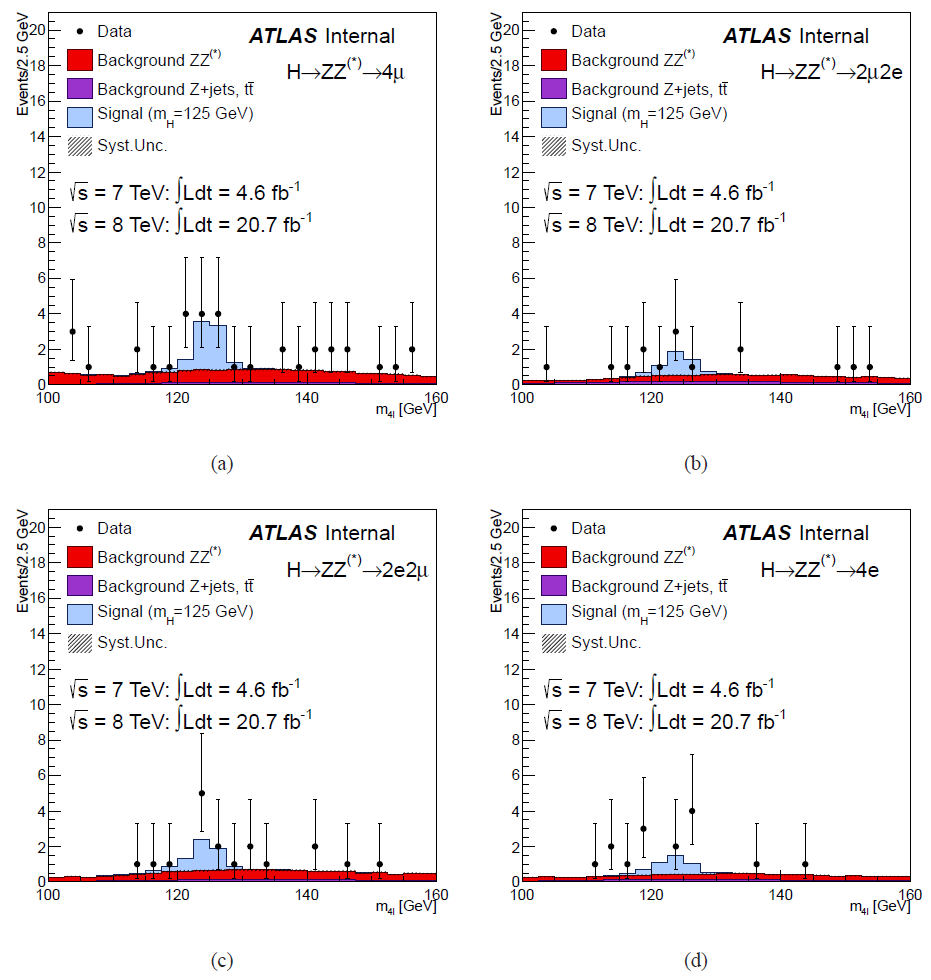 Events/2.5 GeV
20
18
16
14
12
10
8
6
4
2
0
Data
Background ZZ(*)
Background Z+jets, tt̅
Signal (mH=125 GeV)
Syst.Unc.
ATLAS Internal
H→ZZ(*)→4μ
√s = 7 TeV: ∫Ldt = 4.6 fb-1
√s = 8 TeV: ∫Ldt = 20.7 fb-1
100 120 140 160
m4l [GeV]
(a)
Events/2.5 GeV
20
18
16
14
12
10
8
6
4
2
0
Data
Background ZZ(*)
Background Z+jets, tt̅
Signal (mH=125 GeV)
Syst.Unc.
ATLAS Internal
H→ZZ(*)→2μ2e
√s = 7 TeV: ∫Ldt = 4.6 fb-1
√s = 8 TeV: ∫Ldt = 20.7 fb-1
100 120 140 160
m4l [GeV]
(b)
Events/2.5 GeV
20
18
16
14
12
10
8
6
4
2
0
Data
Background ZZ(*)
Background Z+jets, tt̅
Signal (mH=125 GeV)
Syst.Unc.
ATLAS Internal
H→ZZ(*)→2e2μ
√s = 7 TeV: ∫Ldt = 4.6 fb-1
√s = 8 TeV: ∫Ldt = 20.7 fb-1
100 120 140 160
m4l [GeV]
(c)
Events/2.5 GeV
20
18
16
14
12
10
8
6
4
2
0
Data
Background ZZ(*)
Background Z+jets, tt̅
Signal (mH=125 GeV)
Syst.Unc.
ATLAS Internal
H→ZZ(*)→4e
√s = 7 TeV: ∫Ldt = 4.6 fb-1
√s = 8 TeV: ∫Ldt = 20.7 fb-1
100 120 140 160
m4l [GeV]
(d)